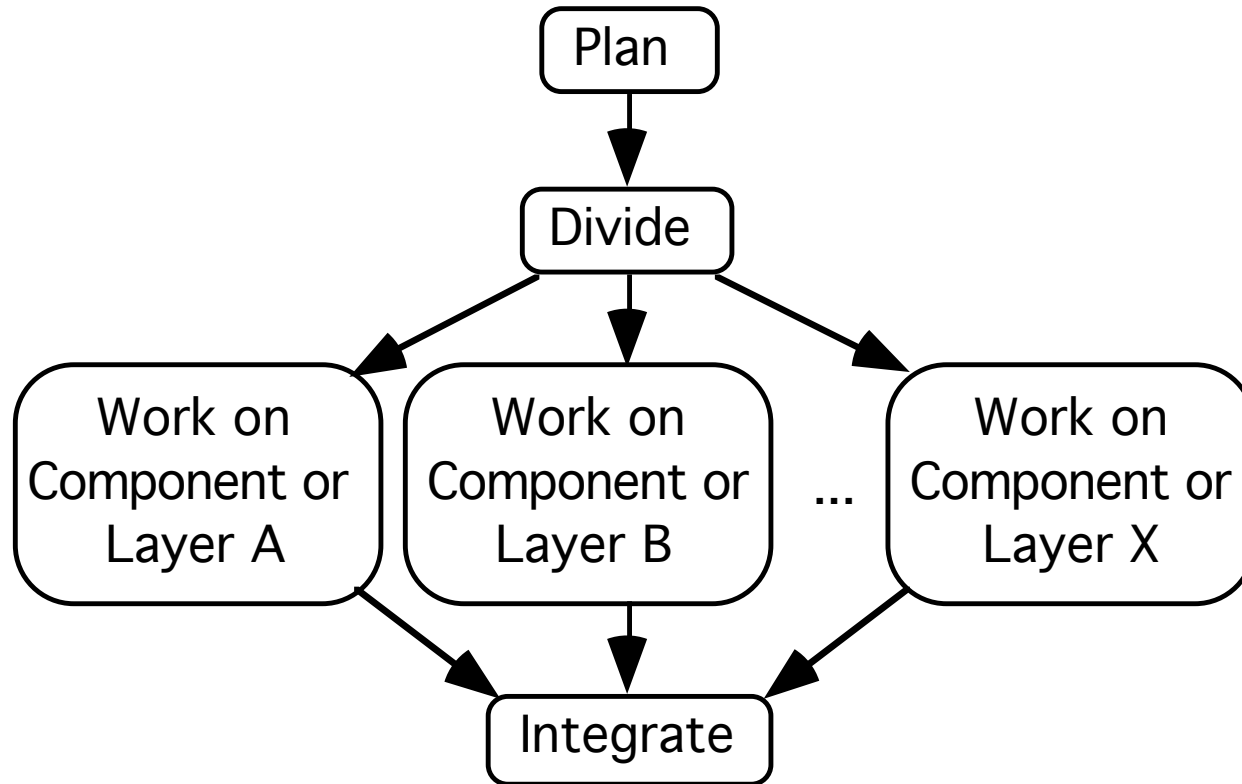 Plan
Divide
Work on
Component or
Layer A
Work on
Component or
Layer B
...
Work on
Component or
Layer X
Integrate